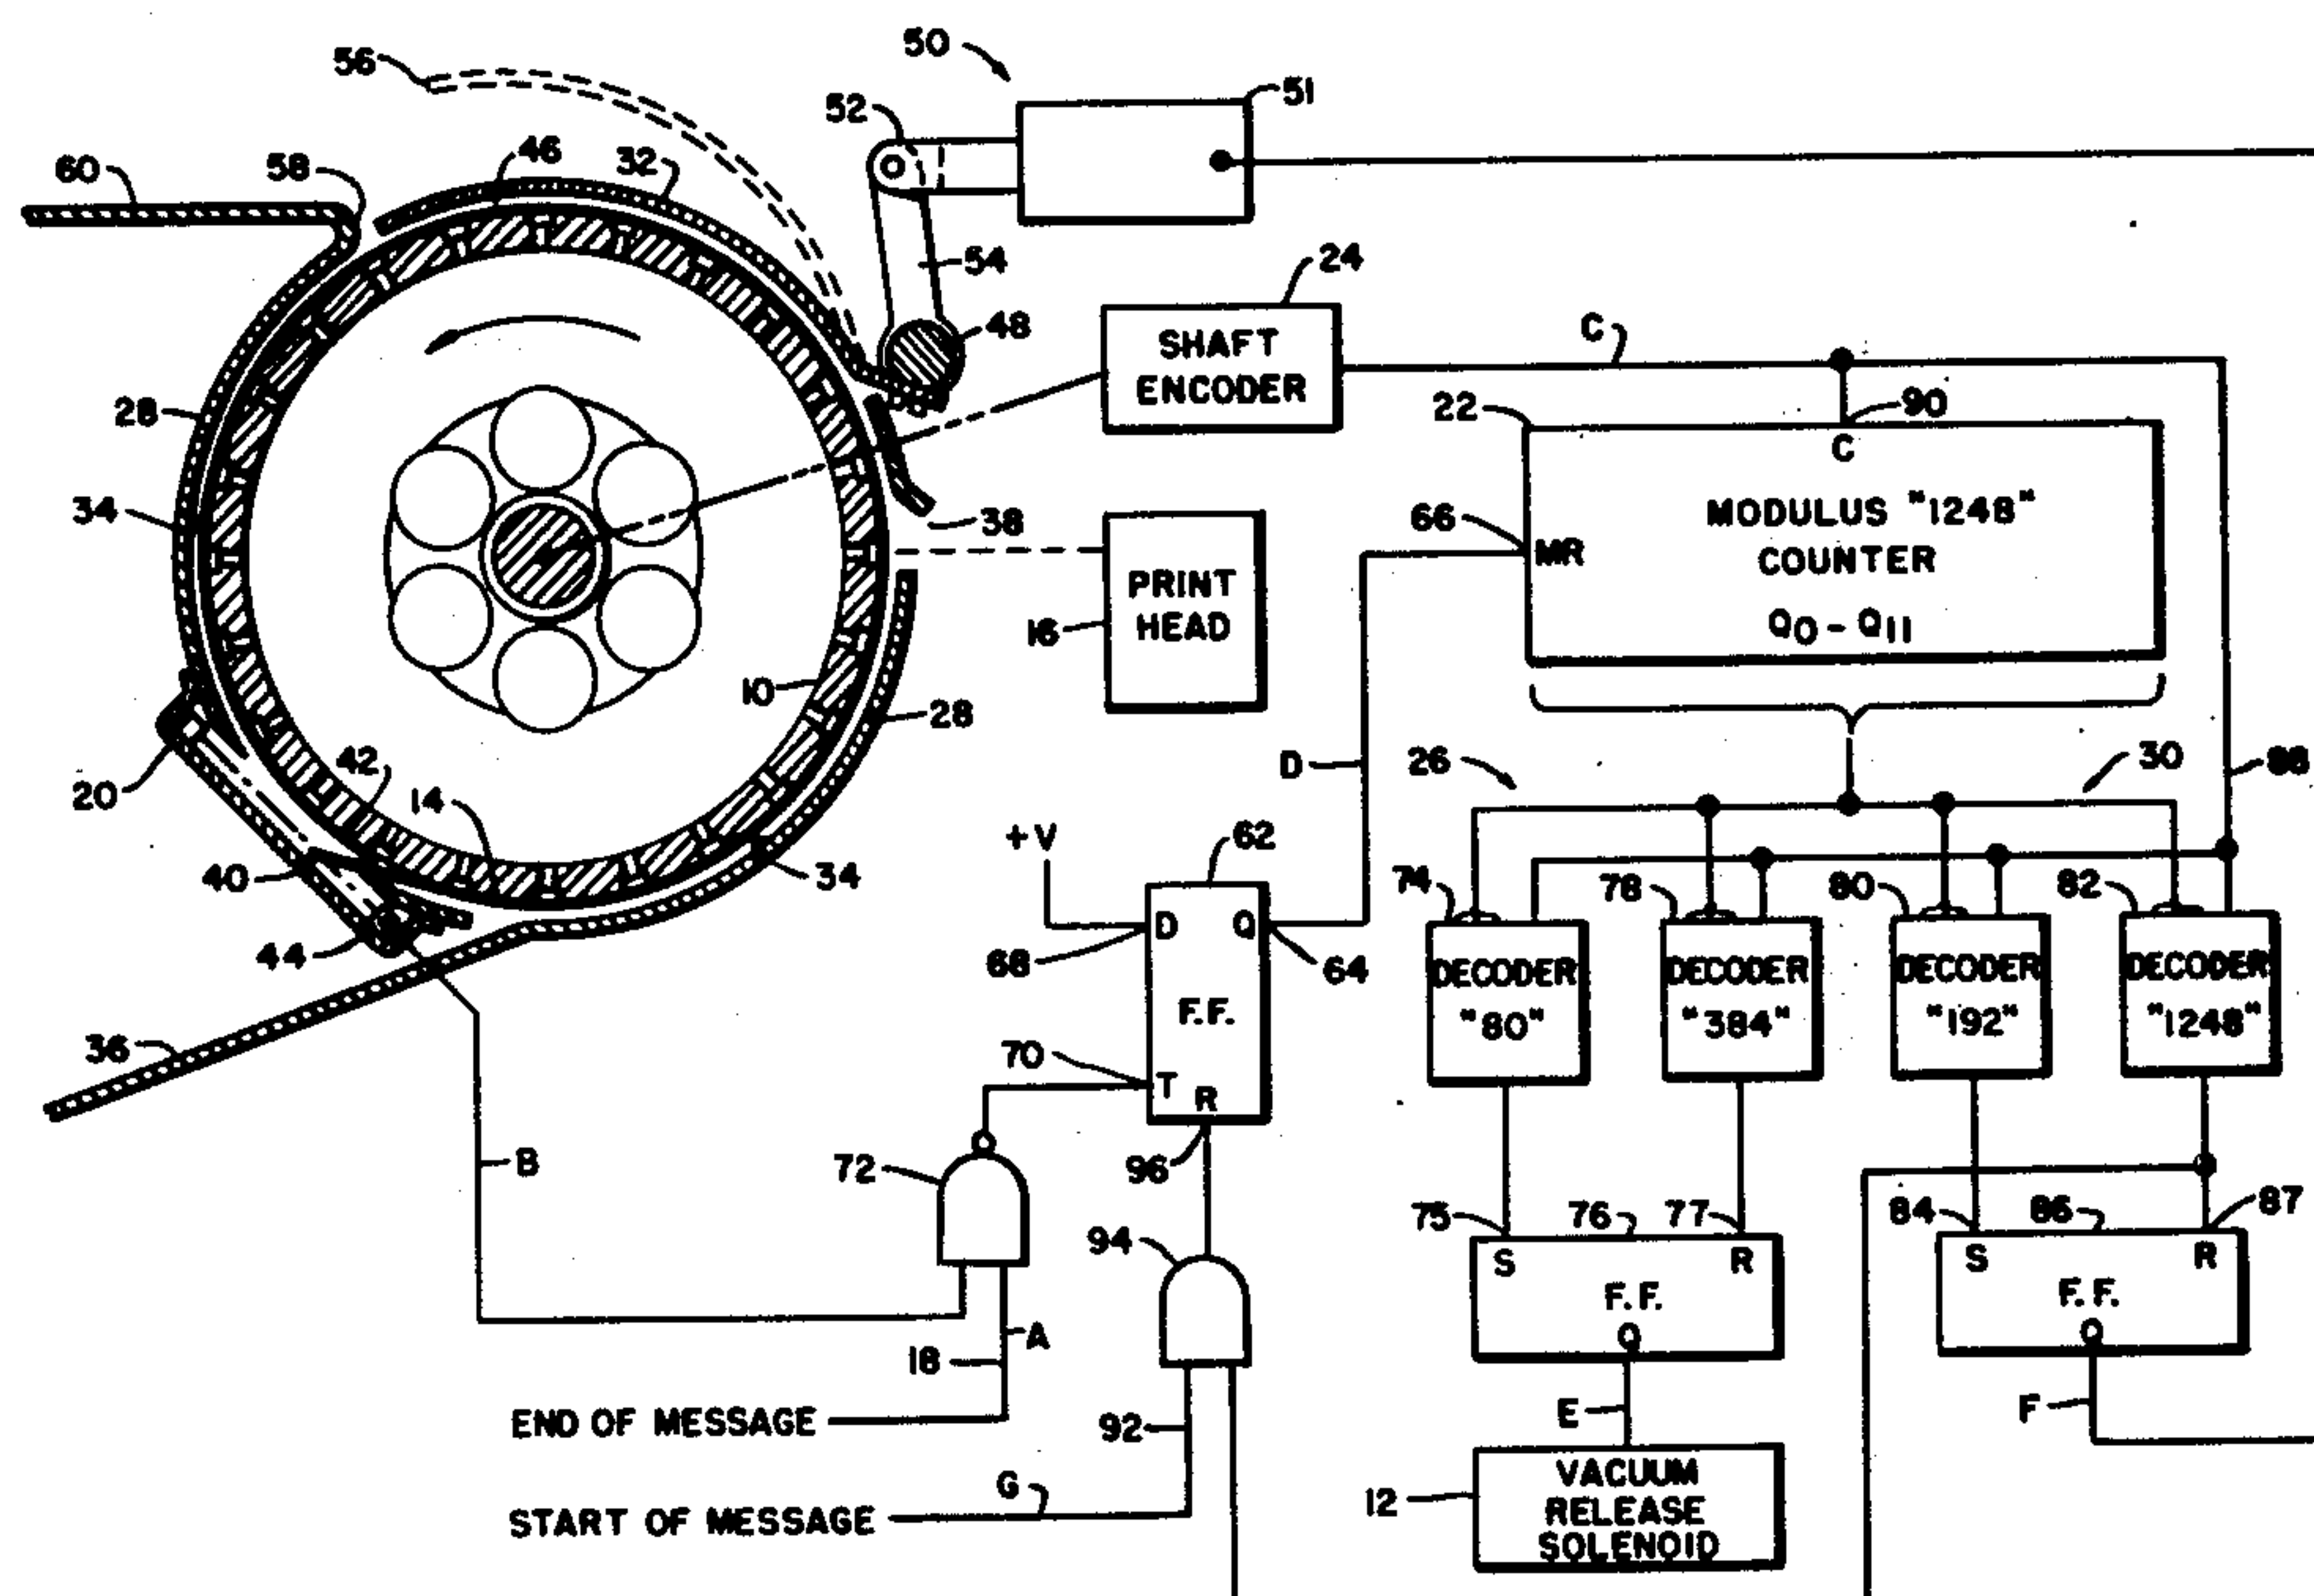 50
56
51
52
46
32
58
60
54
24
48
SHAFT
ENCODER
C
22
90
C
28
34
38
66
MR
MODULUS "1248"
COUNTER
Q0 - Q11
PRINT
HEAD
16
10
28
D
26
30
88
20
42
14
+V
62
40
34
74
78
80
82
44
68
D
Q
64
DECODER
"80"
DECODER
"384"
DECODER
"192"
DECODER
"1248"
F.F.
36
70
T
R
B
72
96
75
76
77
84
86
87
94
S
R
F.F.
Q
S
R
F.F.
Q
A
18
END OF MESSAGE
92
E
F
G
START OF MESSAGE
12
VACUUM
RELEASE
SOLENOID